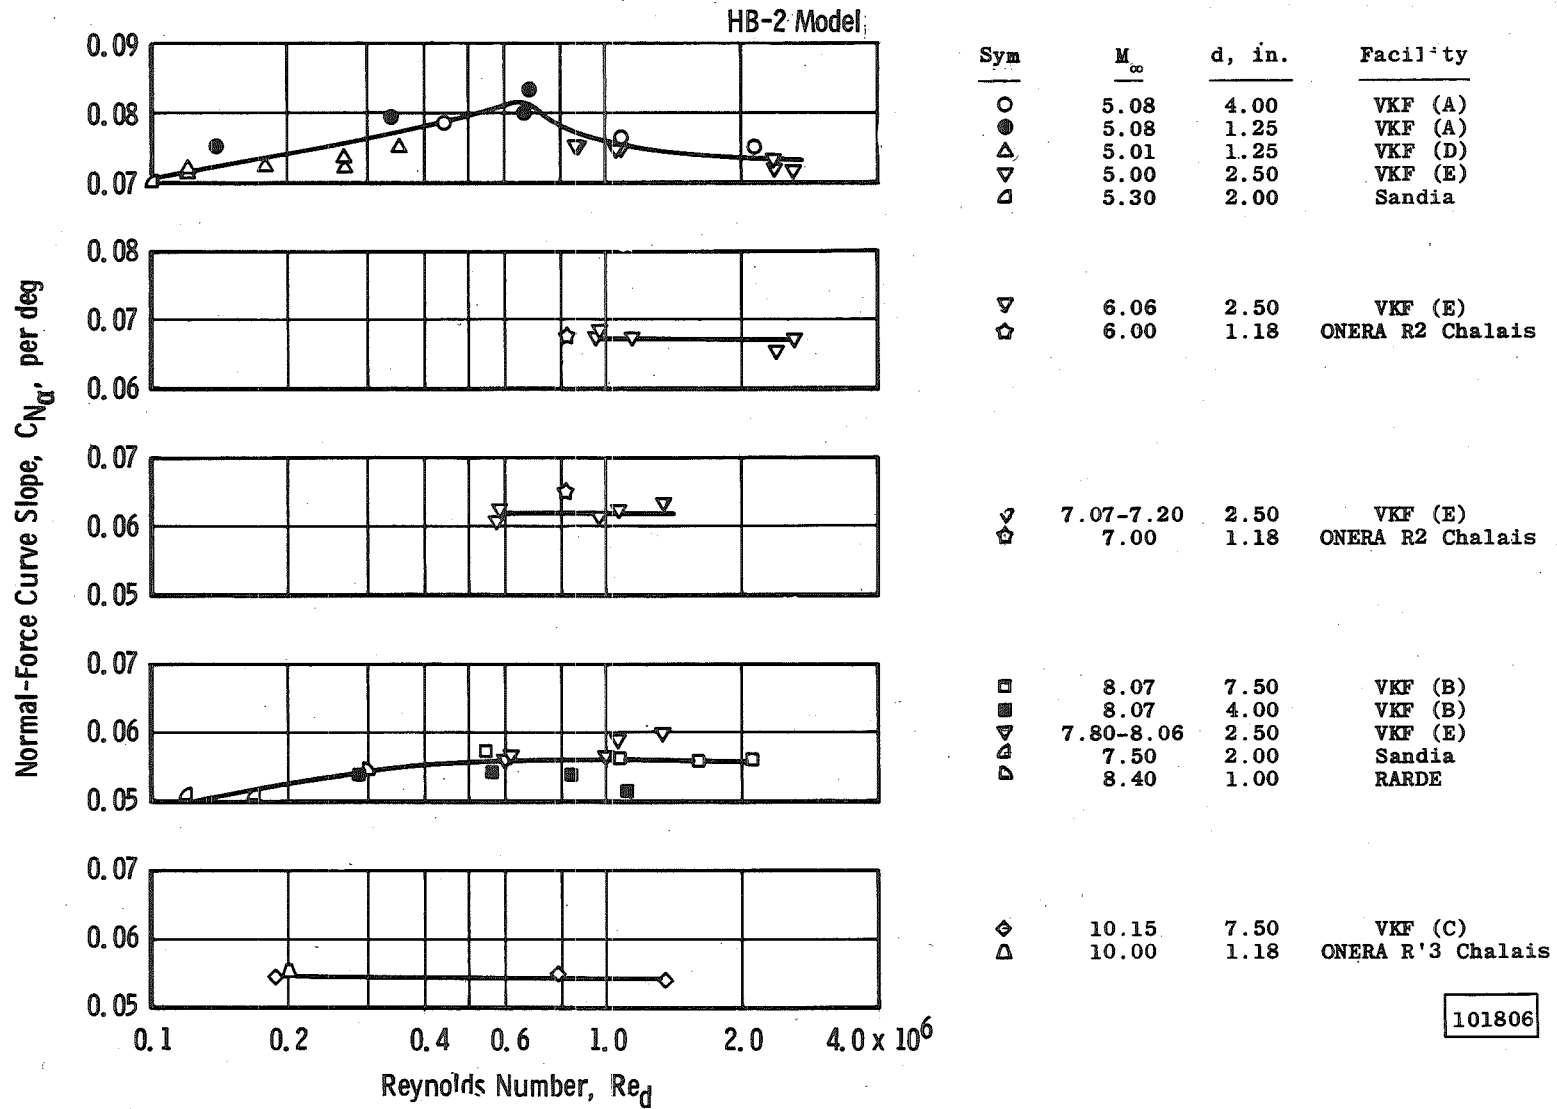 HB-2 Model
Normal-Force Curve Slope, CNα, per deg
0.09
0.08
0.07
Sym M∞ d, in. Facility
5.08 4.00 VKF (A)
5.08 1.25 VKF (A)
5.01 1.25 VKF (D)
5.00 2.50 VKF (E)
5.30 2.00 Sandia
0.08
0.07
0.06
6.06 2.50 VKF (E)
6.00 1.18 ONERA R2 Chalais
0.07
0.06
0.05
7.07-7.20 2.50 VKF (E)
7.00 1.18 ONERA R2 Chalais
0.07
0.06
0.05
8.07 7.50 VKF (B)
8.07 4.00 VKF (B)
7.80-8.06 2.50 VKF (E)
7.50 2.00 Sandia
8.40 1.00 RARDE
0.07
0.06
0.05
10.15 7.50 VKF (C)
10.00 1.18 ONERA R'3 Chalais
0.1 0.2 0.4 0.6 1.0 2.0 4.0 x 10⁶
Reynolds Number, Red
101806